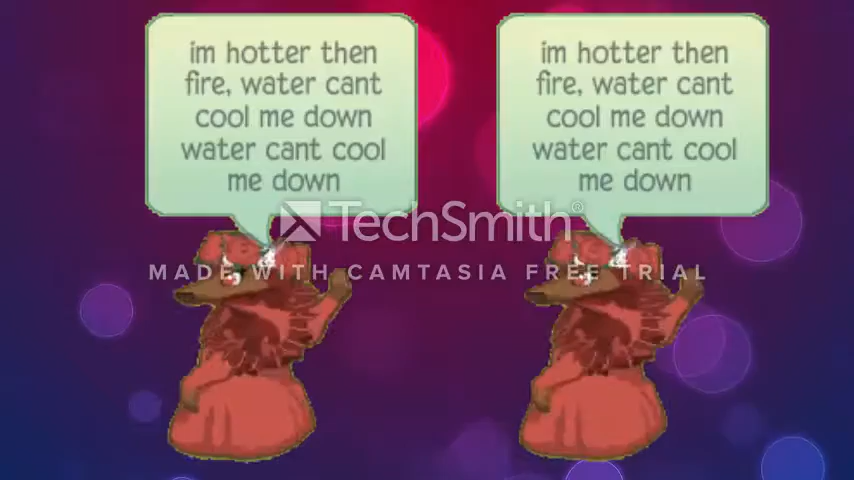 im hotter then
fire, water cant
cool me down
water cant cool
me down
im hotter then
fire, water cant
cool me down
water cant cool
me down
TechSmith®
MADE WITH CAMTASIA FREE TRIAL